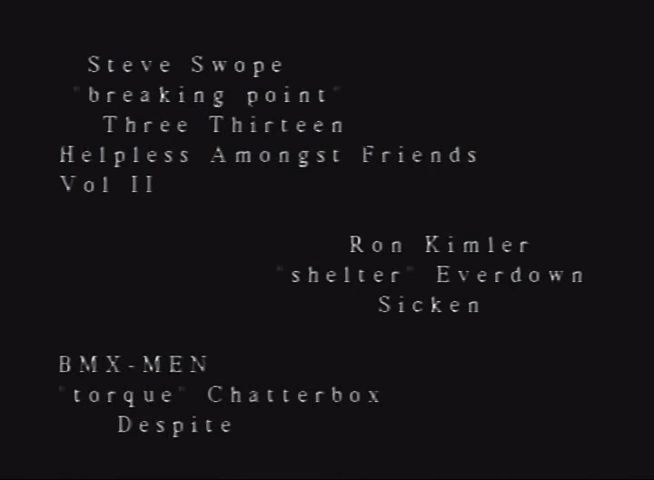 Steve Swope
"breaking point"
Three Thirteen
Helpless Amongst Friends
Vol II
Ron Kimler
"shelter" Everdown
Sicken
BMX-MEN
"torque" Chatterbox
Despite